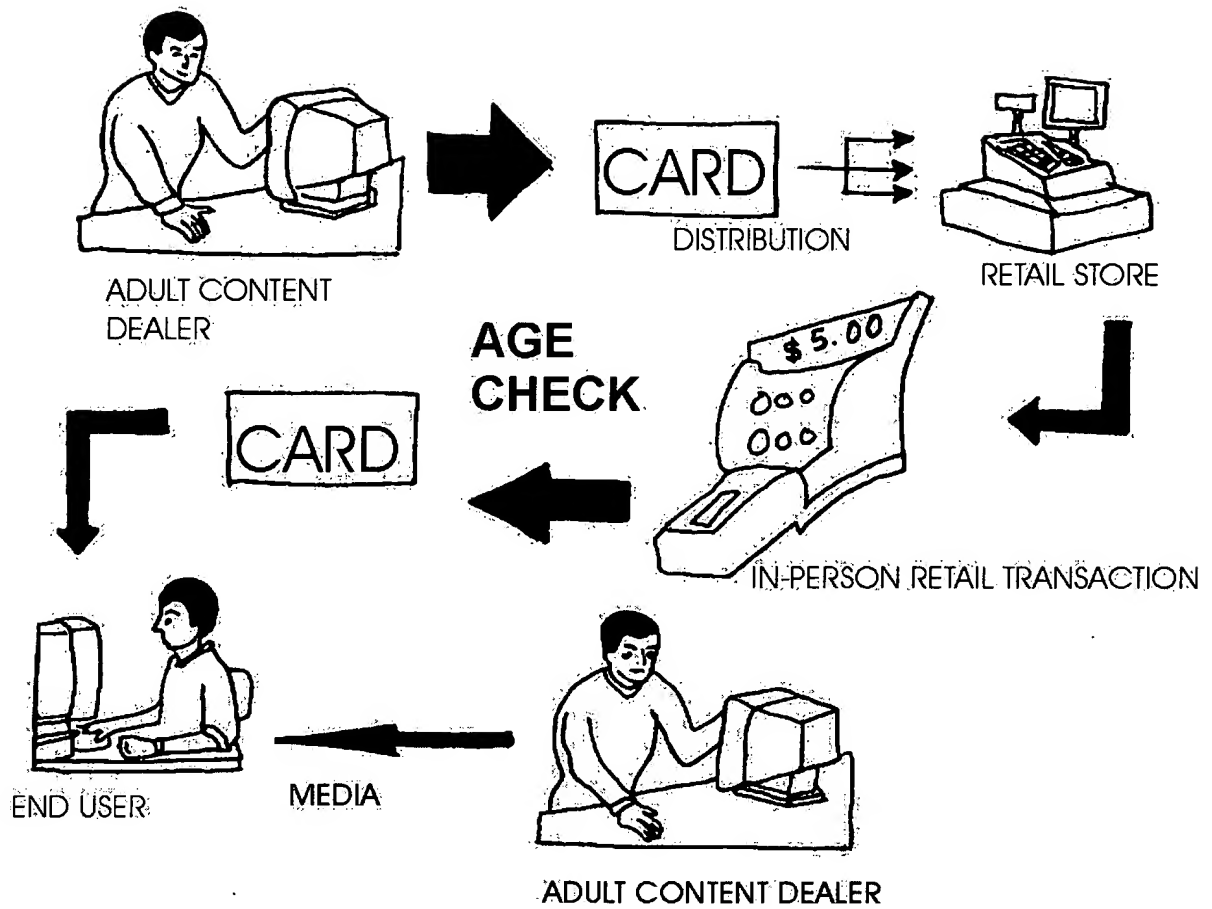 CARD
DISTRIBUTION
RETAIL STORE
ADULT CONTENT
DEALER
AGE
CHECK
$ 5.00
CARD
IN-PERSON RETAIL TRANSACTION
END USER
MEDIA
ADULT CONTENT DEALER